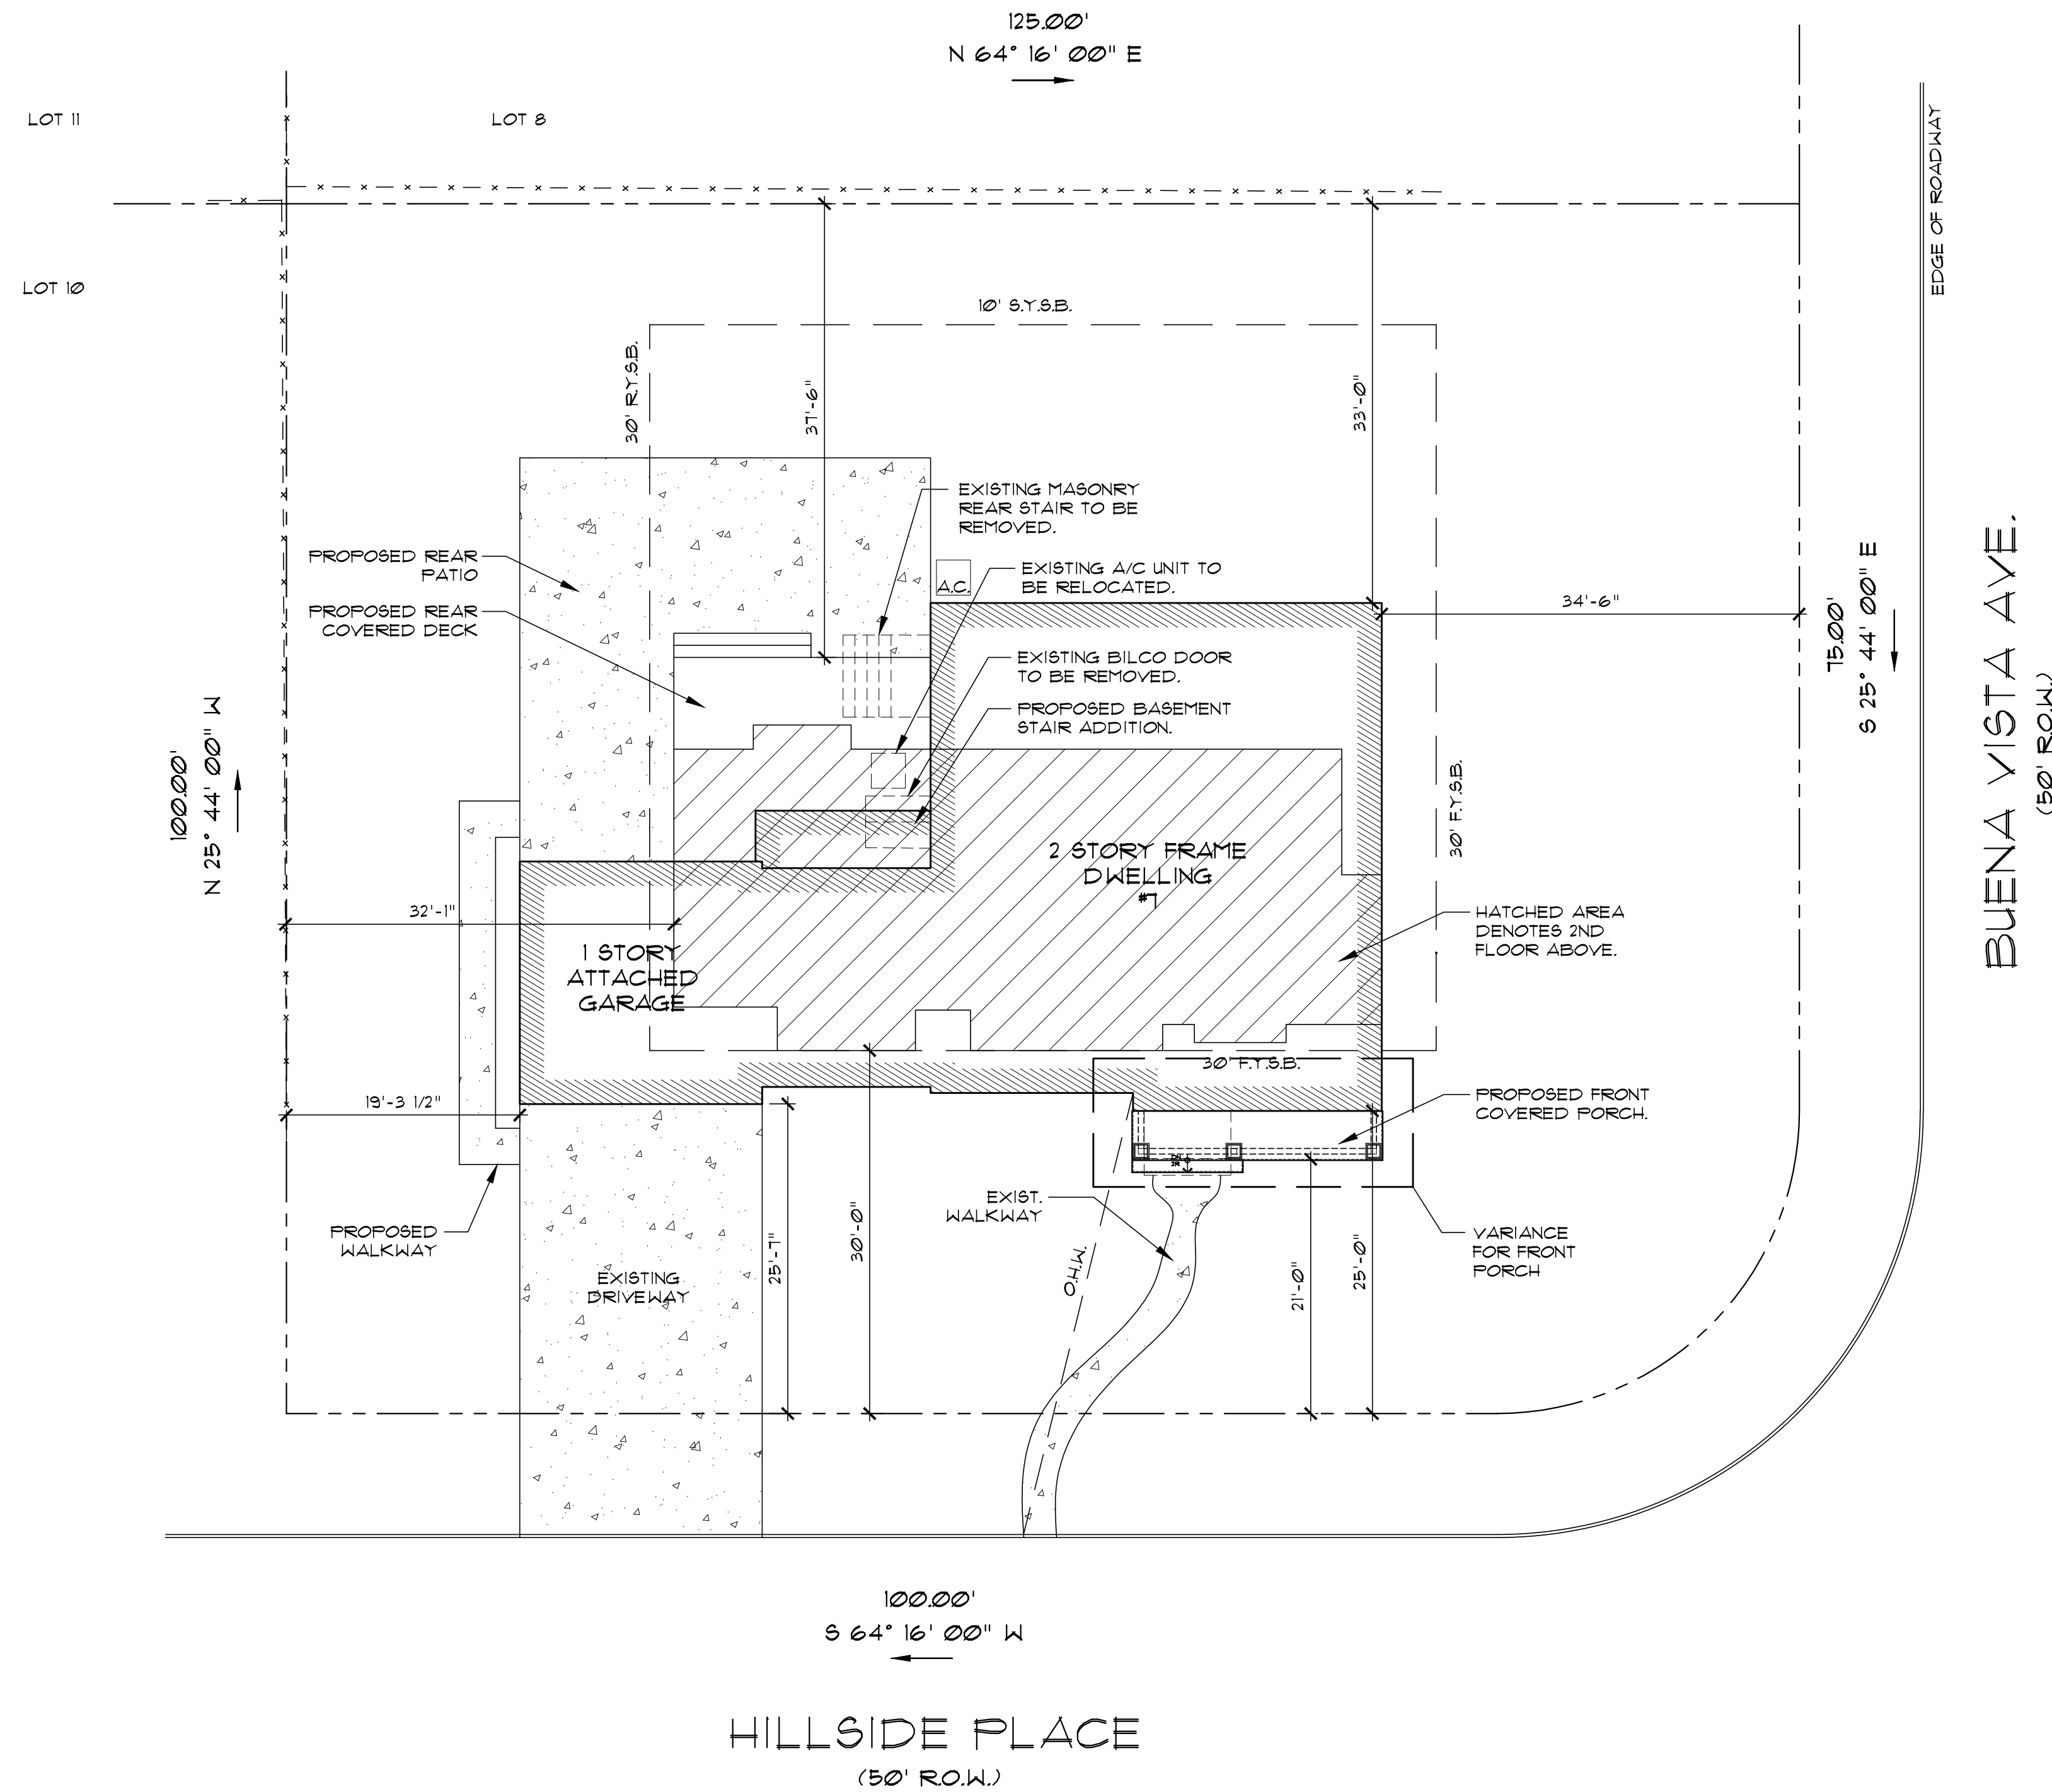 125.00'
N 64° 16' 00" E
LOT 11
LOT 8
EDGE OF ROADWAY
LOT 10
10' S.Y.S.B.
30' R.Y.S.B.
37'-6"
33'-0"
EXISTING MASONRY
REAR STAIR TO BE
REMOVED.
PROPOSED REAR
PATIO
A.C.
EXISTING A/C UNIT TO
BE RELOCATED.
PROPOSED REAR
COVERED DECK
34'-6"
75.00'
S 25° 44' 00" E
BUENA VISTA AVE.
(50' R.O.W.)
EXISTING BILCO DOOR
TO BE REMOVED.
PROPOSED BASEMENT
STAIR ADDITION.
100.00'
N 25° 44' 00" W
30' F.Y.S.B.
2 STORY FRAME
DWELLING
#7
32'-1"
HATCHED AREA
DENOTES 2ND
FLOOR ABOVE.
1 STORY
ATTACHED
GARAGE
30' F.Y.S.B.
19'-3 1/2"
PROPOSED FRONT
COVERED PORCH.
DN
2R
EXIST.
WALKWAY
PROPOSED
WALKWAY
VARIANCE
FOR FRONT
PORCH
EXISTING
DRIVEWAY
25'-7"
30'-0"
O.H.W.
21'-0"
25'-0"
100.00'
S 64° 16' 00" W
HILLSIDE PLACE
(50' R.O.W.)